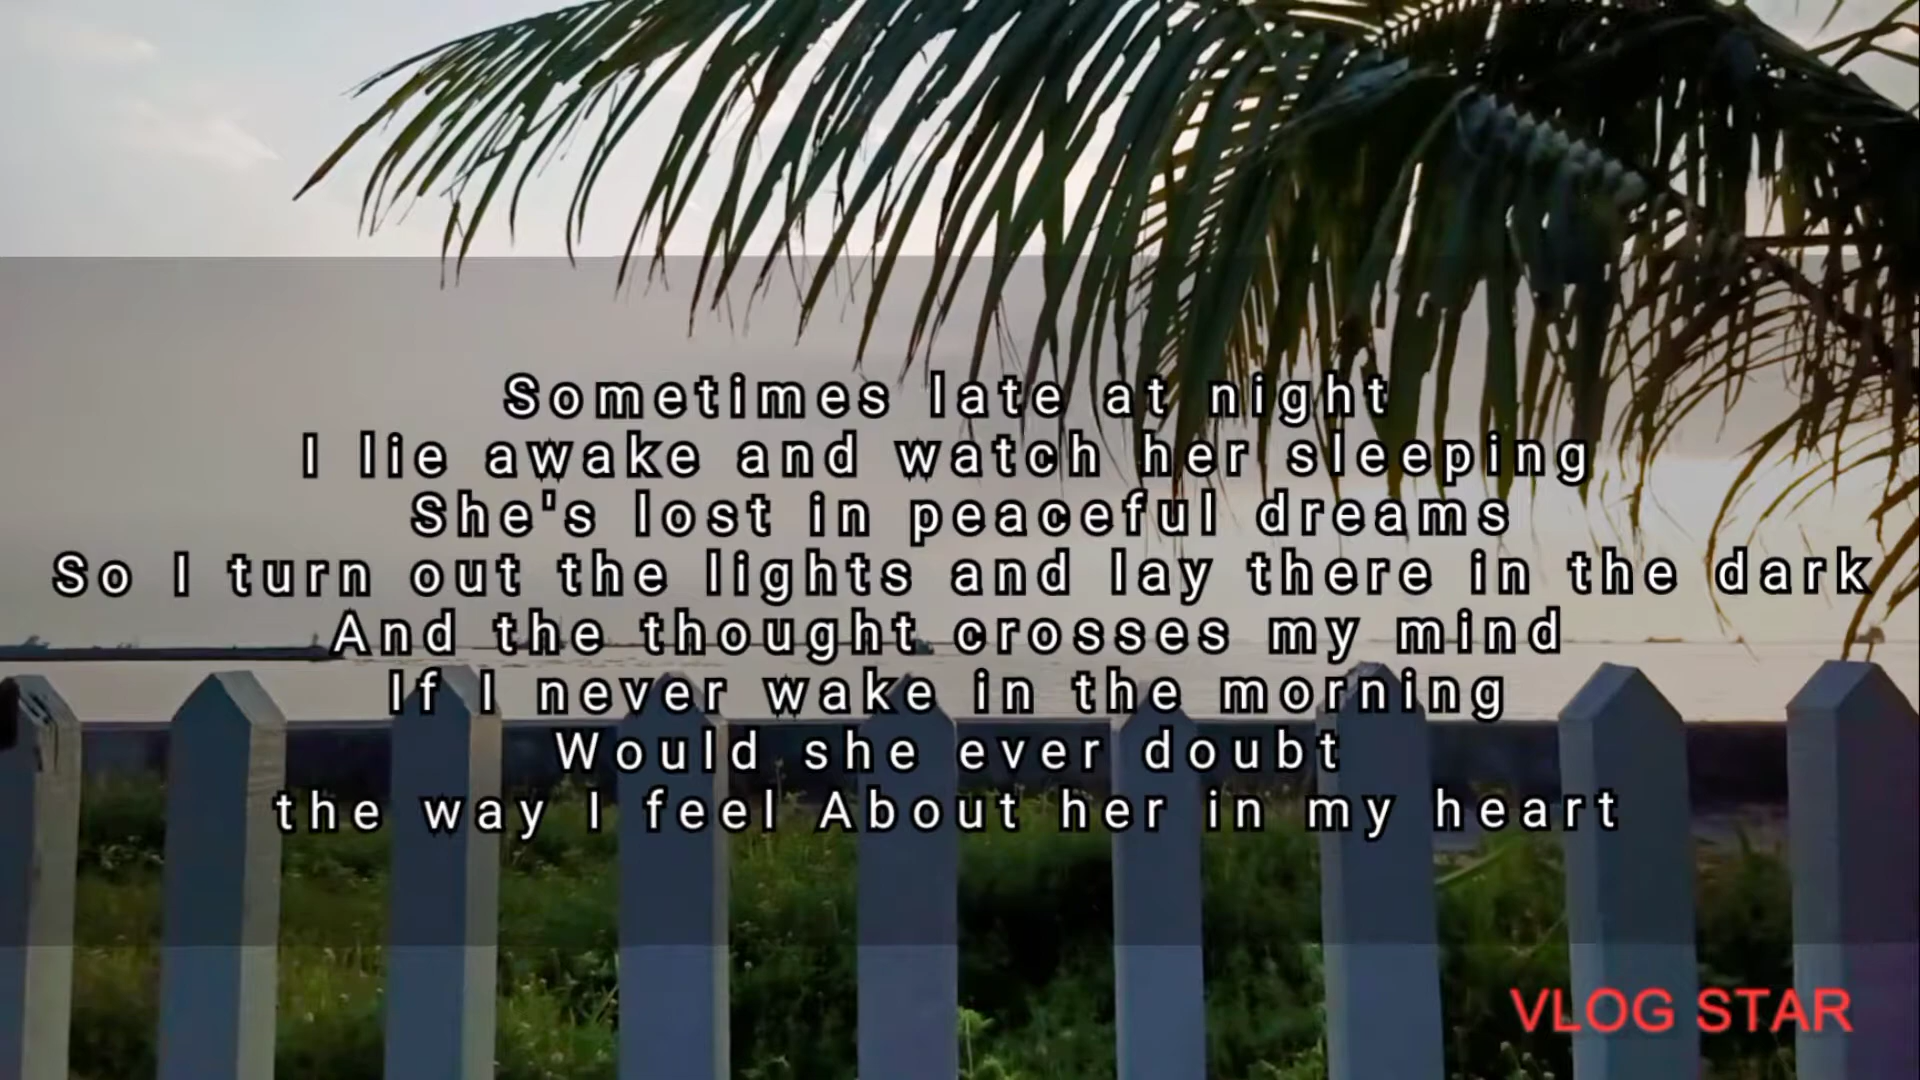 Sometimes late at night
I lie awake and watch her sleeping
She's lost in peaceful dreams
So I turn out the lights and lay there in the dark
And the thought crosses my mind
If I never wake in the morning
Would she ever doubt
the way I feel About her in my heart
VLOG STAR